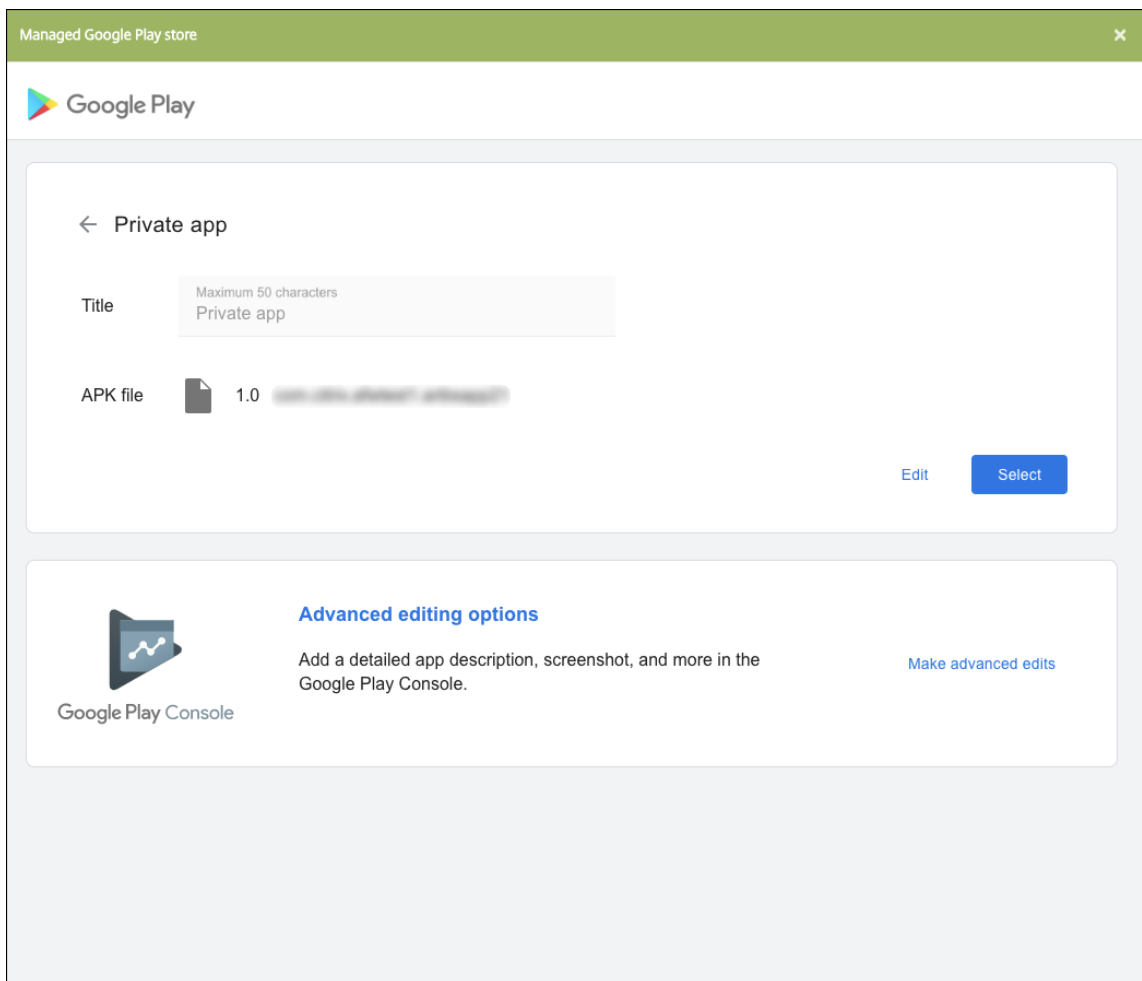 Managed Google Play store
Google Play
Private app
Title
Maximum 50 characters
Private app
APK file 1.0
Edit Select
Advanced editing options
Add a detailed app description, screenshot, and more in the
Google Play Console.
Make advanced edits
Google Play Console